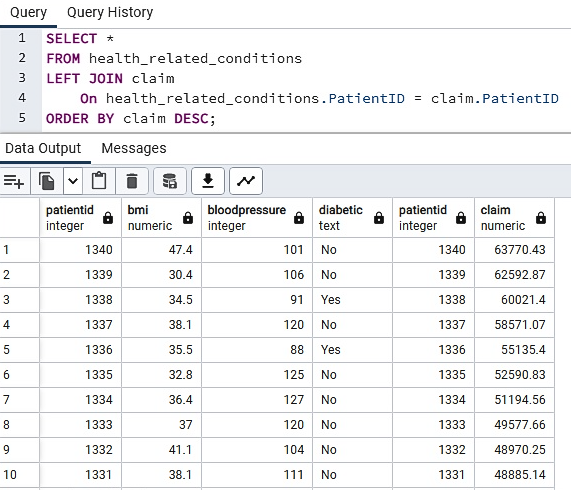 Query Query History
1 SELECT *
2 FROM health_related_conditions
3 LEFT JOIN claim
4 On health_related_conditions.PatientID = claim.PatientID
5 ORDER BY claim DESC;
Data Output Messages
patientid bmi bloodpressure diabetic patientid claim
integer numeric integer text integer numeric
1 1340 47.4 101 No 1340 63770.43
2 1339 30.4 106 No 1339 62592.87
3 1338 34.5 91 Yes 1338 60021.4
4 1337 38.1 120 No 1337 58571.07
5 1336 35.5 88 Yes 1336 55135.4
6 1335 32.8 125 No 1335 52590.83
7 1334 36.4 127 No 1334 51194.56
8 1333 37 120 No 1333 49577.66
9 1332 41.1 104 No 1332 48970.25
10 1331 38.1 111 No 1331 48885.14